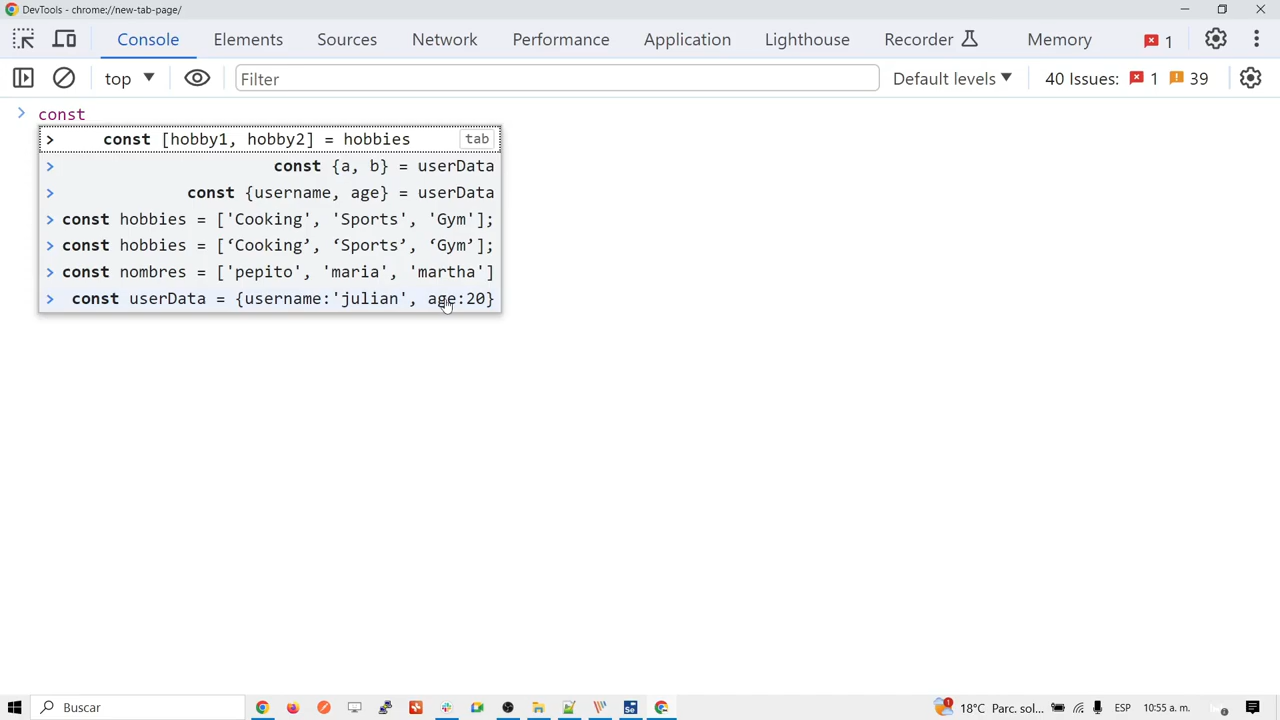 DevTools - chrome://new-tab-page/
Console Elements Sources Network Performance Application Lighthouse Recorder Memory 1
top Filter Default levels 40 Issues: 1 39
> const
> const [hobby1, hobby2] = hobbies tab
> const {a, b} = userData
> const {username, age} = userData
> const hobbies = ['Cooking', 'Sports', 'Gym'];
> const hobbies = [‘Cooking’, ‘Sports’, ‘Gym’];
> const nombres = ['pepito', 'maria', 'martha']
> const userData = {username:'julian', age:20}
Buscar 18°C Parc. sol... ESP 10:55 a. m.